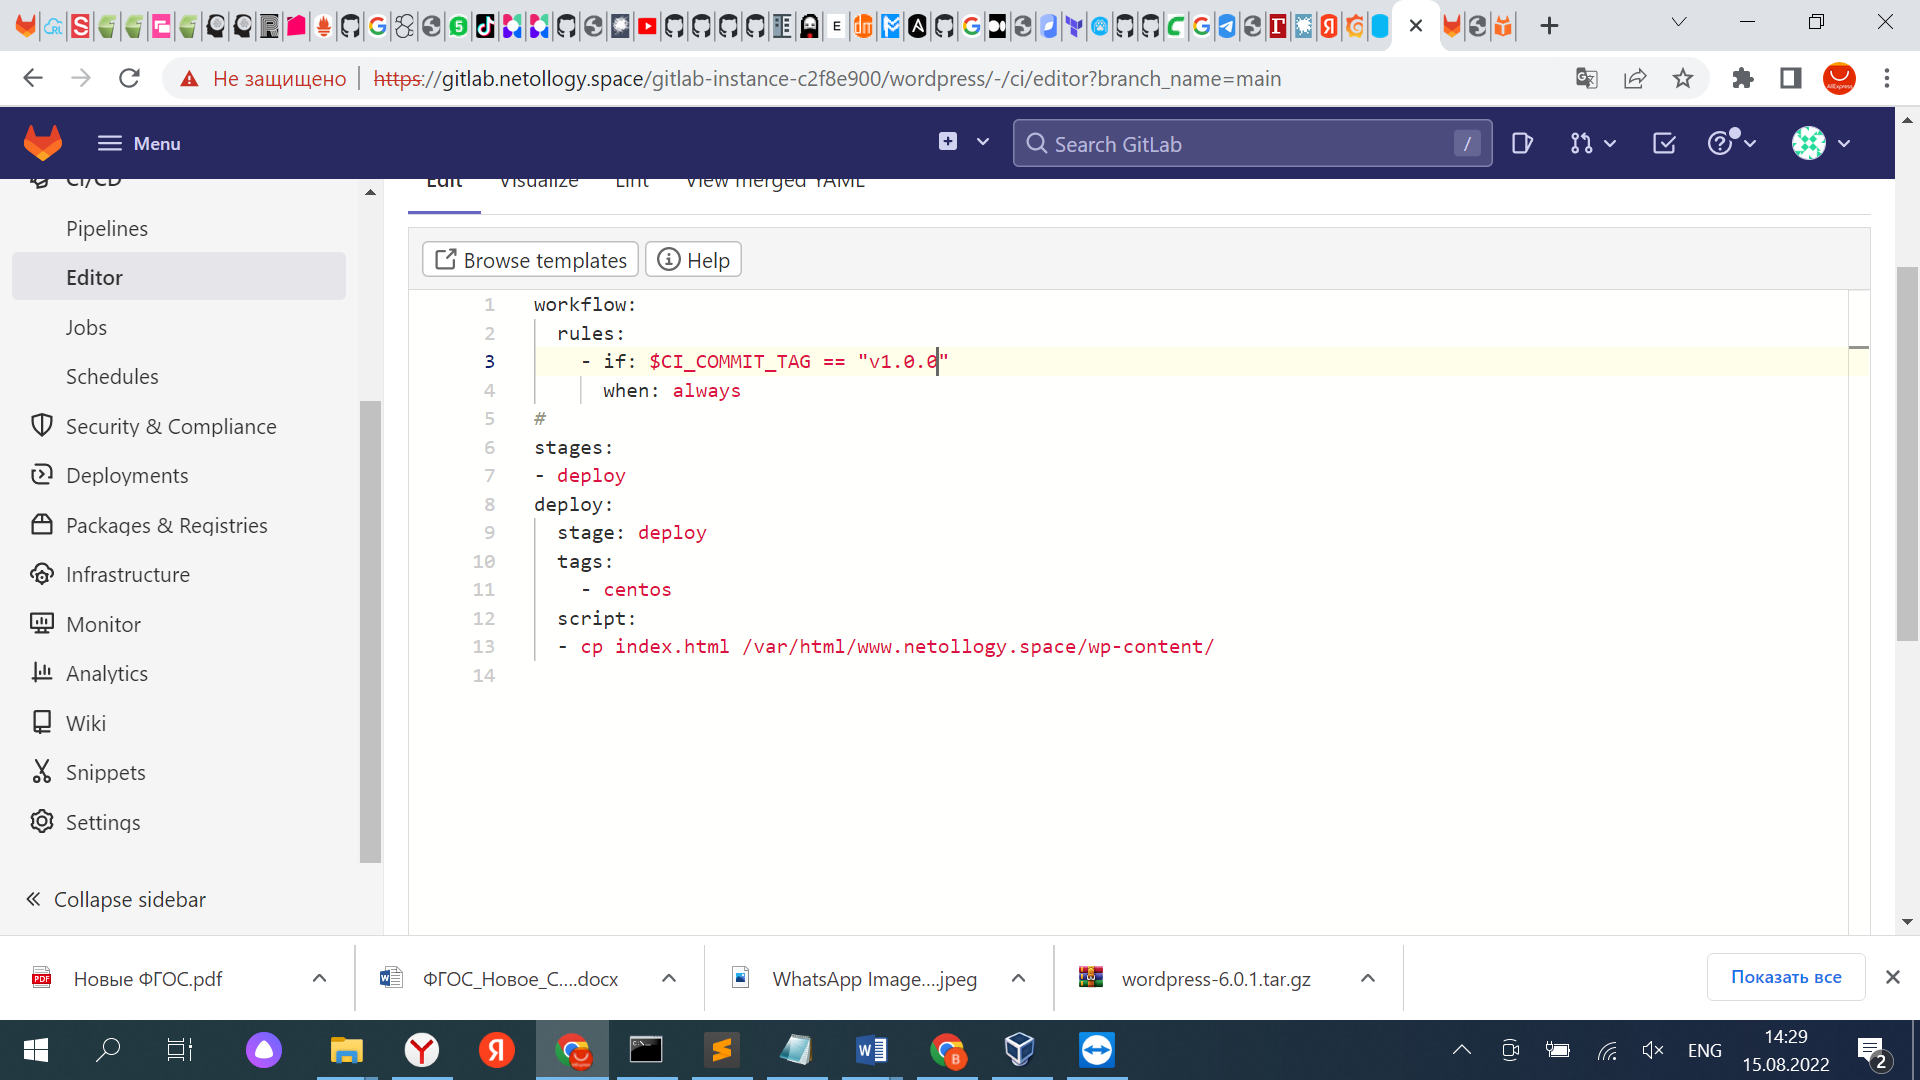 Не защищено
https://gitlab.netollogy.space/gitlab-instance-c2f8e900/wordpress/-/ci/editor?branch_name=main
Menu
Search GitLab
/
CI/CD
Pipelines
Editor
Jobs
Schedules
Security & Compliance
Deployments
Packages & Registries
Infrastructure
Monitor
Analytics
Wiki
Snippets
Settings
Collapse sidebar
Edit Visualize Lint View merged YAML
Browse templates Help
1 workflow:
2 rules:
3 - if: $CI_COMMIT_TAG == "v1.0.0"
4 when: always
5 #
6 stages:
7 - deploy
8 deploy:
9 stage: deploy
10 tags:
11 - centos
12 script:
13 - cp index.html /var/html/www.netollogy.space/wp-content/
14
Новые ФГОС.pdf
ФГОС_Новое_С....docx
WhatsApp Image....jpeg
wordpress-6.0.1.tar.gz
Показать все
ENG
14:29
15.08.2022
2